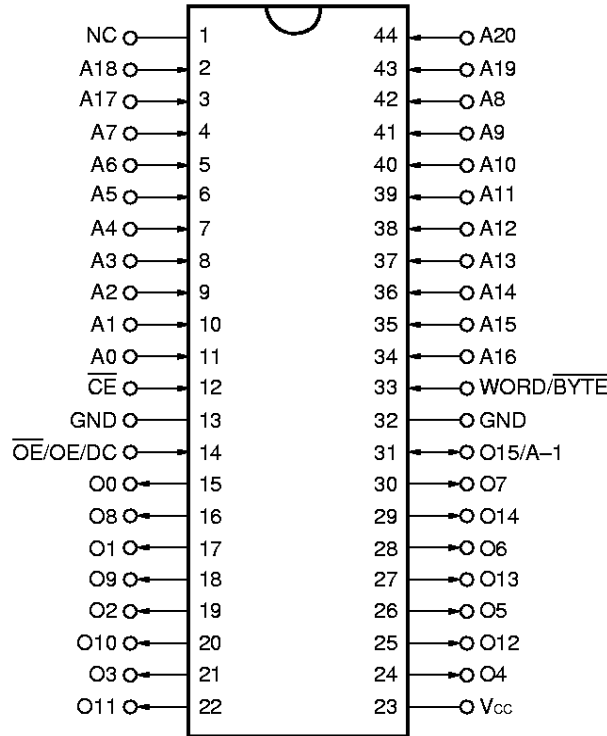 NC 1 44 A20
A18 2 43 A19
A17 3 42 A8
A7 4 41 A9
A6 5 40 A10
A5 6 39 A11
A4 7 38 A12
A3 8 37 A13
A2 9 36 A14
A1 10 35 A15
A0 11 34 A16
C̅E̅ 12 33 WORD/B̅Y̅T̅E̅
GND 13 32 GND
O̅E̅/OE/DC 14 31 O15/A−1
O0 15 30 O7
O8 16 29 O14
O1 17 28 O6
O9 18 27 O13
O2 19 26 O5
O10 20 25 O12
O3 21 24 O4
O11 22 23 Vcc